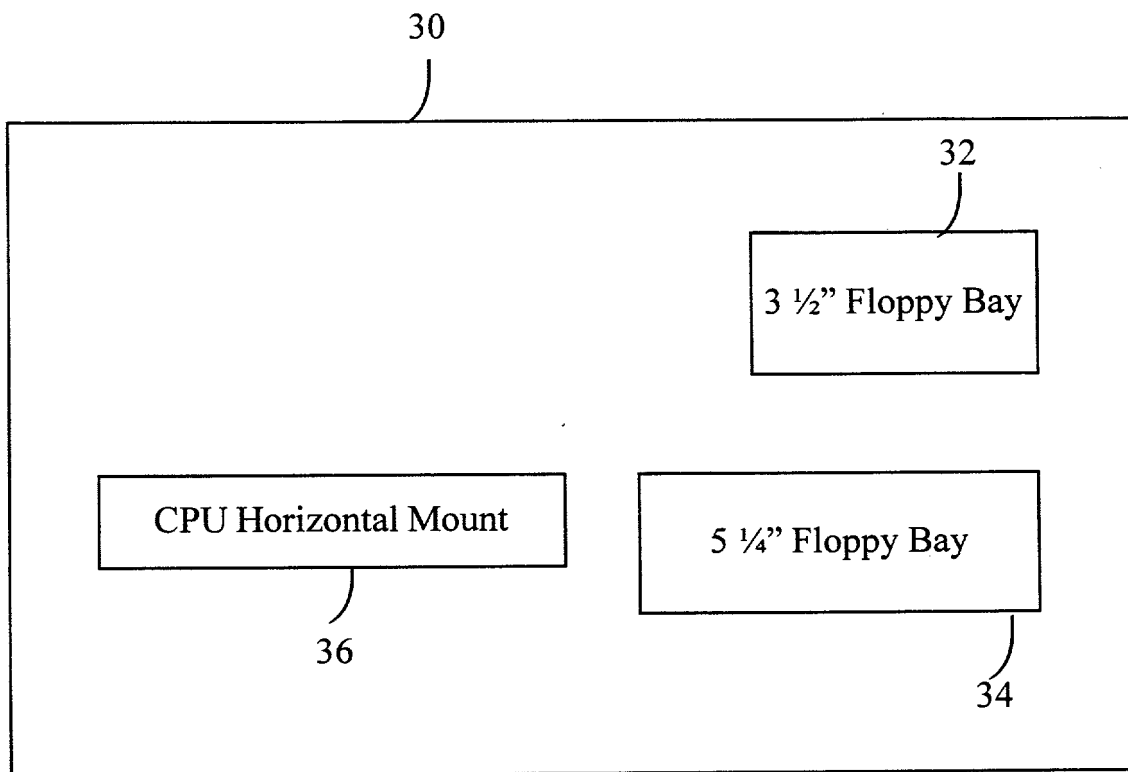 30
32
3 ½” Floppy Bay
CPU Horizontal Mount
5 ¼” Floppy Bay
36
34